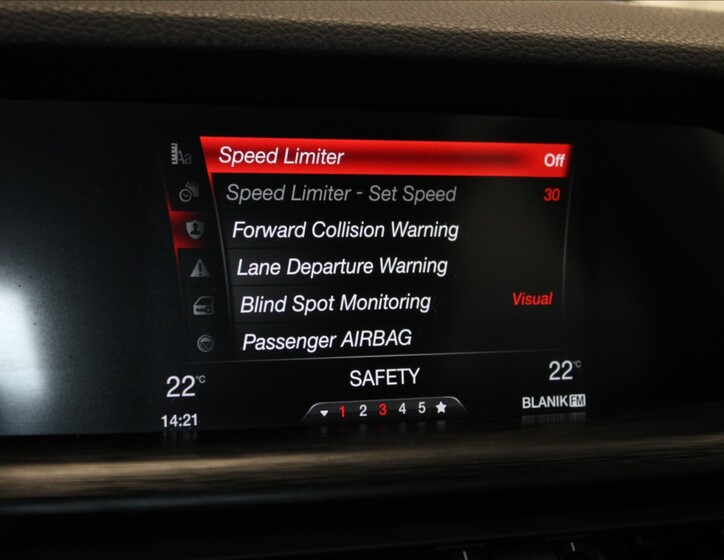 Aa
Speed Limiter Off
Speed Limiter - Set Speed 30
Forward Collision Warning
Lane Departure Warning
Blind Spot Monitoring Visual
Passenger AIRBAG
22°C SAFETY 22°C
14:21 1 2 3 4 5 BLANIK FM